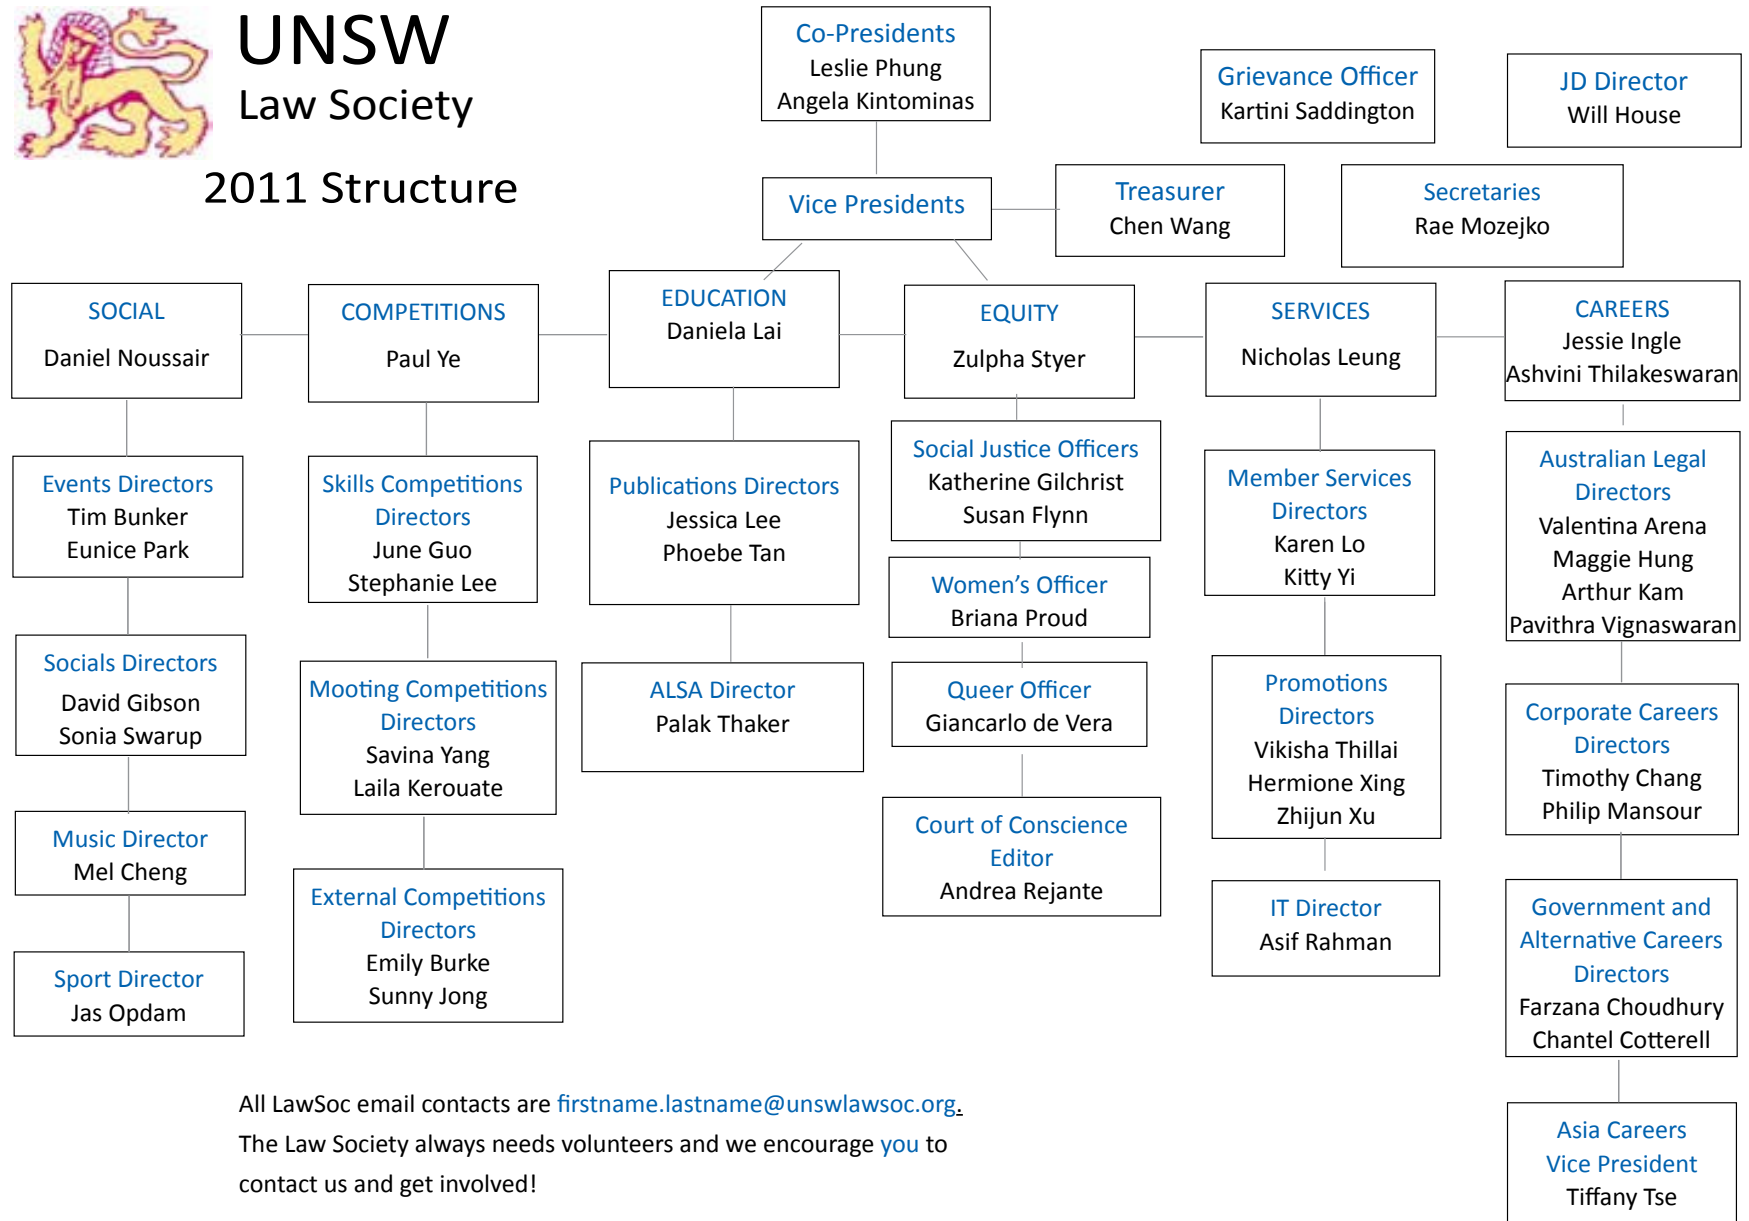 UNSW
Law Society
2011 Structure
Co-Presidents
Leslie Phung
Angela Kintominas
Grievance Officer
Kartini Saddington
JD Director
Will House
Vice Presidents
Treasurer
Chen Wang
Secretaries
Rae Mozejko
SOCIAL
Daniel Noussair
COMPETITIONS
Paul Ye
EDUCATION
Daniela Lai
EQUITY
Zulpha Styer
SERVICES
Nicholas Leung
CAREERS
Jessie Ingle
Ashvini Thilakeswaran
Events Directors
Tim Bunker
Eunice Park
Socials Directors
David Gibson
Sonia Swarup
Music Director
Mel Cheng
Sport Director
Jas Opdam
Skills Competitions
Directors
June Guo
Stephanie Lee
Mooting Competitions
Directors
Savina Yang
Laila Kerouate
External Competitions
Directors
Emily Burke
Sunny Jong
Publications Directors
Jessica Lee
Phoebe Tan
ALSA Director
Palak Thaker
Social Justice Officers
Katherine Gilchrist
Susan Flynn
Women’s Officer
Briana Proud
Queer Officer
Giancarlo de Vera
Court of Conscience
Editor
Andrea Rejante
Member Services
Directors
Karen Lo
Kitty Yi
Promotions
Directors
Vikisha Thillai
Hermione Xing
Zhijun Xu
IT Director
Asif Rahman
Australian Legal
Directors
Valentina Arena
Maggie Hung
Arthur Kam
Pavithra Vignaswaran
Corporate Careers
Directors
Timothy Chang
Philip Mansour
Government and
Alternative Careers
Directors
Farzana Choudhury
Chantel Cotterell
Asia Careers
Vice President
Tiffany Tse
All LawSoc email contacts are firstname.lastname@unswlawsoc.org.
The Law Society always needs volunteers and we encourage you to
contact us and get involved!